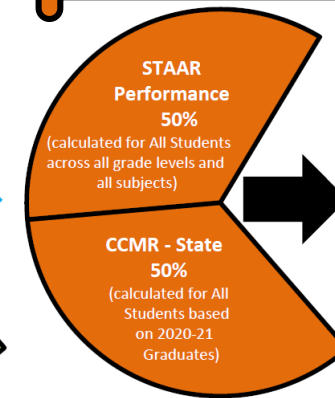 STAAR
Performance
50%
(calculated for All Students
across all grade levels and
all subjects)
CCMR - State
50%
(calculated for All
Students based
on 2020-21
Graduates)